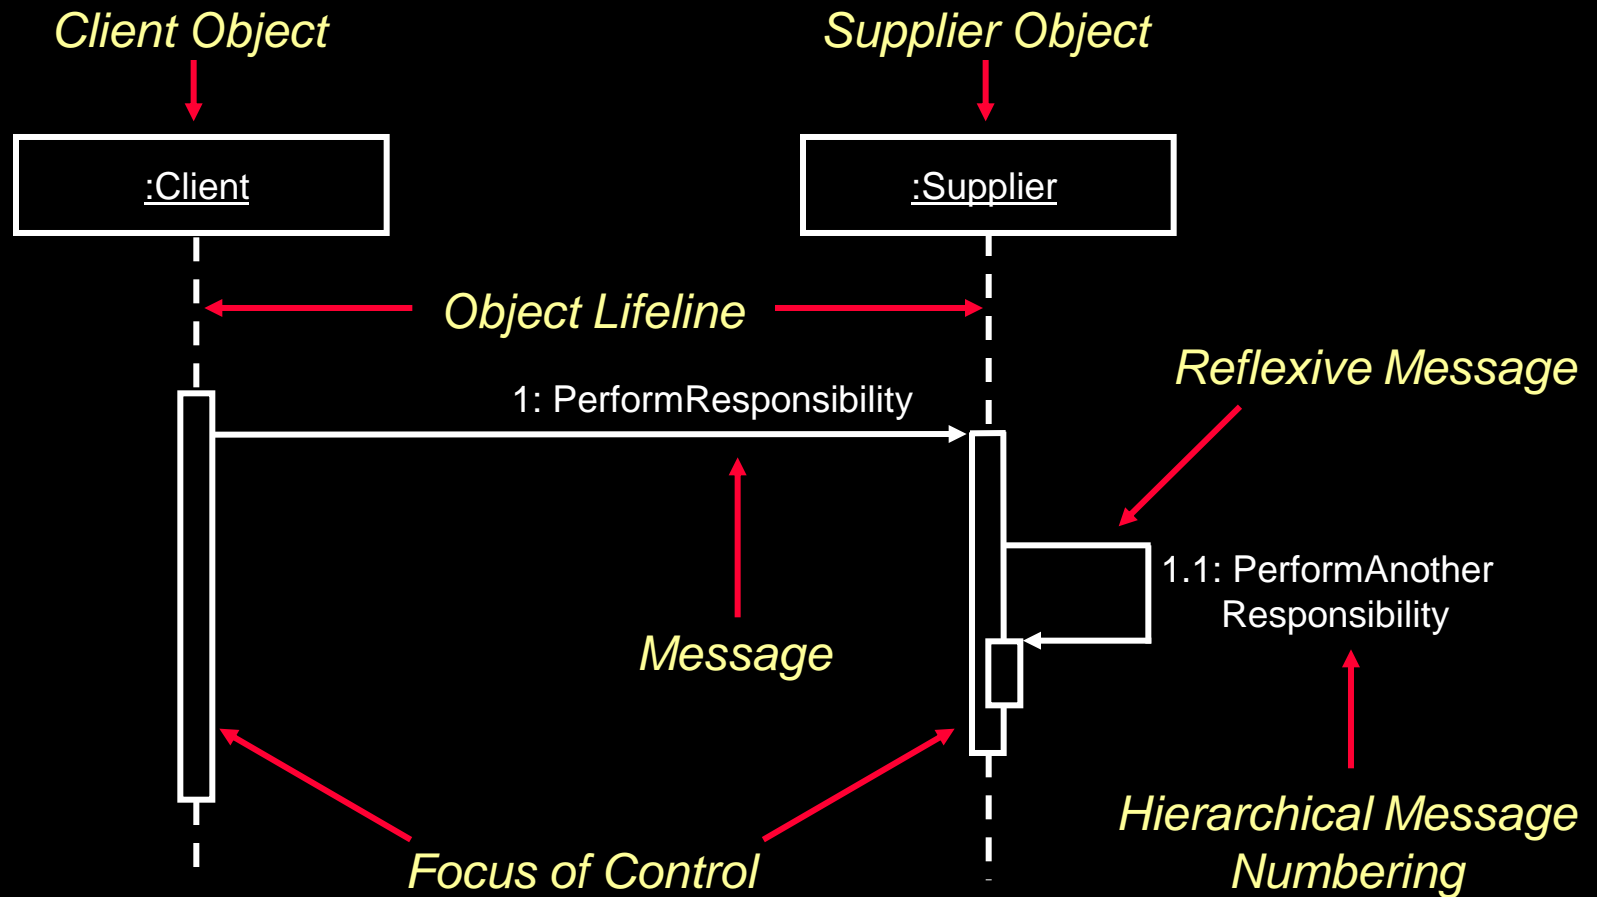 Client Object
Supplier Object
:Client
:Supplier
Object Lifeline
Reflexive Message
1: PerformResponsibility
1.1: PerformAnother
Responsibility
Message
Hierarchical Message
Numbering
Focus of Control